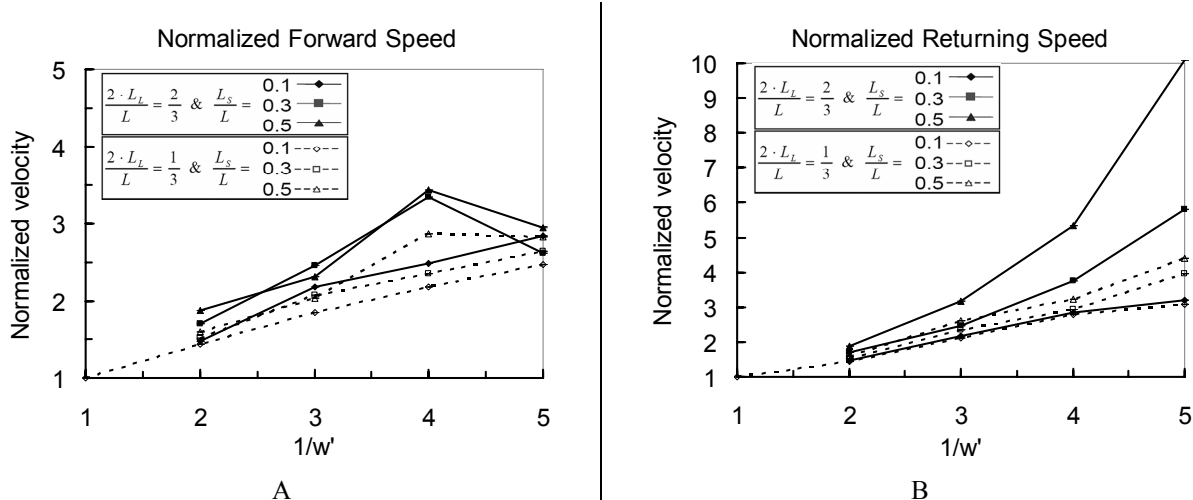 Normalized Forward Speed
Normalized velocity
5
4
3
2
1
2 · L_L / L = 2/3 & L_S / L =
0.1
0.3
0.5
2 · L_L / L = 1/3 & L_S / L =
0.1
0.3
0.5
1 2 3 4 5
1/w'
A
Normalized Returning Speed
Normalized velocity
10
9
8
7
6
5
4
3
2
1
2 · L_L / L = 2/3 & L_S / L =
0.1
0.3
0.5
2 · L_L / L = 1/3 & L_S / L =
0.1
0.3
0.5
1 2 3 4 5
1/w'
B